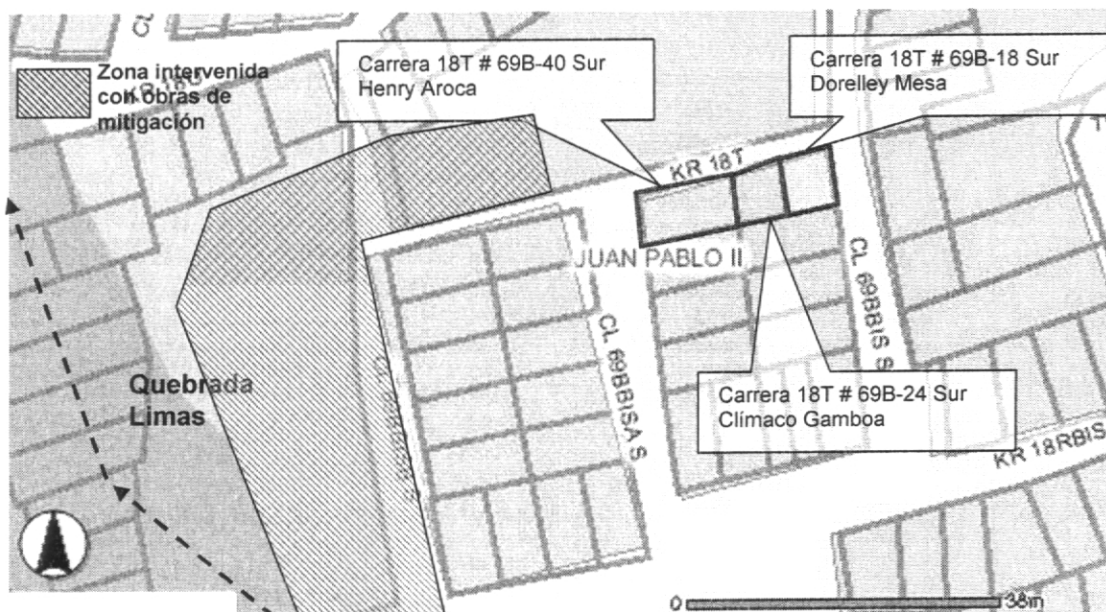 Zona intervenida
con obras de
mitigación
Carrera 18T # 69B-40 Sur
Henry Aroca
Carrera 18T # 69B-18 Sur
Dorelley Mesa
KR 18T
JUAN PABLO II
CL 69BBISA S
CL 69BBIS S
Quebrada
Limas
Carrera 18T # 69B-24 Sur
Clímaco Gamboa
KR 18RBIS
0
38m